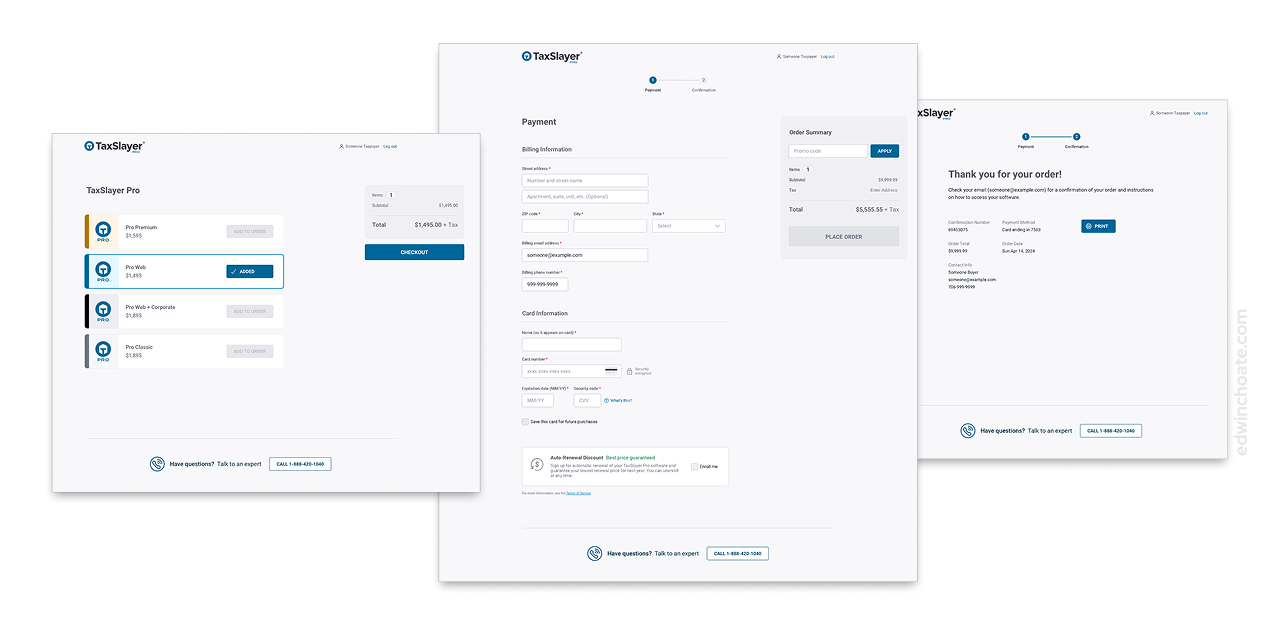 TaxSlayer®
PRO
Someone Taxpayer Log out
TaxSlayer Pro
PRO
Pro Premium
$1,595
ADD TO ORDER
PRO
Pro Web
$1,495
ADDED
PRO
Pro Web + Corporate
$1,895
ADD TO ORDER
PRO
Pro Classic
$1,895
ADD TO ORDER
Items 1
Subtotal $1,495.00
Total $1,495.00 + Tax
CHECKOUT
Have questions? Talk to an expert CALL 1-888-420-1040
TaxSlayer®
PRO
Someone Taxpayer Log out
1 2
Payment Confirmation
Payment
Billing Information
Street address *
Number and street name
Apartment, suite, unit, etc. (Optional)
ZIP code * City * State *
Select
Billing email address *
someone@example.com
Billing phone number *
999-999-9999
Card Information
Name (as it appears on card) *
Card number *
xxxx xxxx xxxx xxxx
Securely
encrypted
Expiration date (MM/YY) * Security code *
MM/YY CVV What's this?
Save this card for future purchases
Auto-Renewal Discount Best price guaranteed
Sign up for automatic renewal of your TaxSlayer Pro software and
guarantee your lowest renewal price for next year. You can unenroll
at any time.
Enroll me
For more information, see the Terms of Service
Order Summary
Promo code APPLY
Items 1
Subtotal $9,999.99
Tax Enter Address
Total $5,555.55 + Tax
PLACE ORDER
Have questions? Talk to an expert CALL 1-888-420-1040
xSlayer®
PRO
Someone Taxpayer Log out
1 2
Payment Confirmation
Thank you for your order!
Check your email (someone@example.com) for a confirmation of your order and instructions
on how to access your software.
Confirmation Number Payment Method
69453075 Card ending in 7563
PRINT
Order Total Order Date
$9,999.99 Sun Apr 14, 2024
Contact Info
Someone Buyer
someone@example.com
706-999-9999
Have questions? Talk to an expert CALL 1-888-420-1040
edwinchoate.com